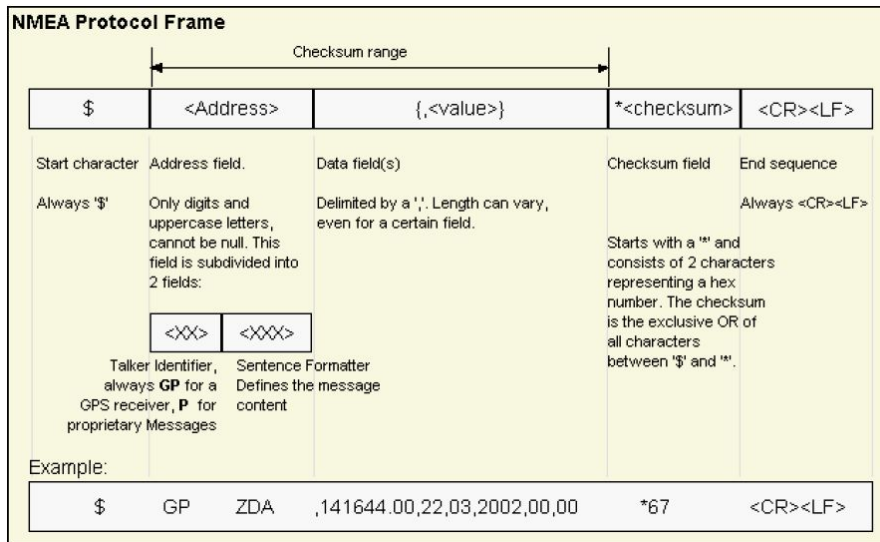 NMEA Protocol Frame
Checksum range
$ <Address> {,<value>} *<checksum> <CR><LF>
Start character Address field. Data field(s) Checksum field End sequence
Always '$' Only digits and Delimited by a ','. Length can vary, Always <CR><LF>
uppercase letters, even for a certain field.
cannot be null. This
field is subdivided into
2 fields:
Starts with a '*' and
consists of 2 characters
representing a hex
number. The checksum
is the exclusive OR of
all characters
between '$' and '*'.
<XX> <XXX>
Talker Identifier,
always GP for a
GPS receiver, P for
proprietary Messages
Sentence Formatter
Defines the message
content
Example:
$ GP ZDA ,141644.00,22,03,2002,00,00 *67 <CR><LF>